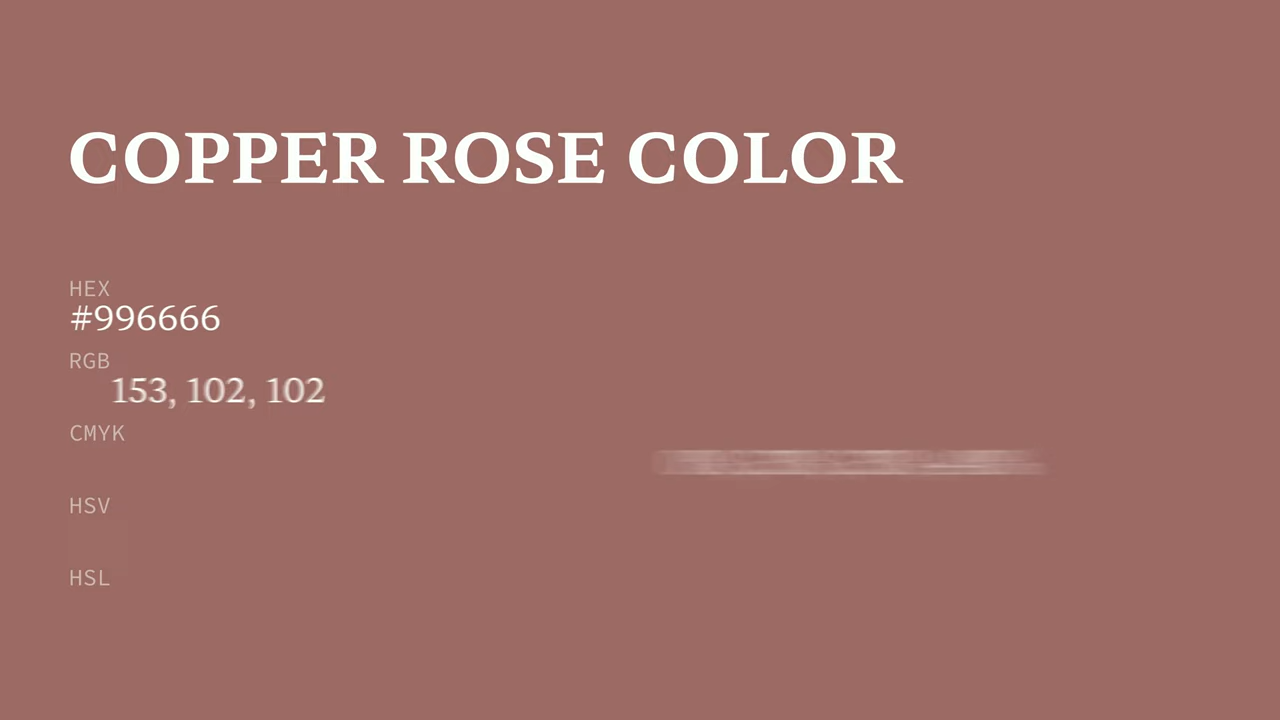 COPPER ROSE COLOR
HEX
#996666
RGB
153, 102, 102
CMYK
HSV
HSL